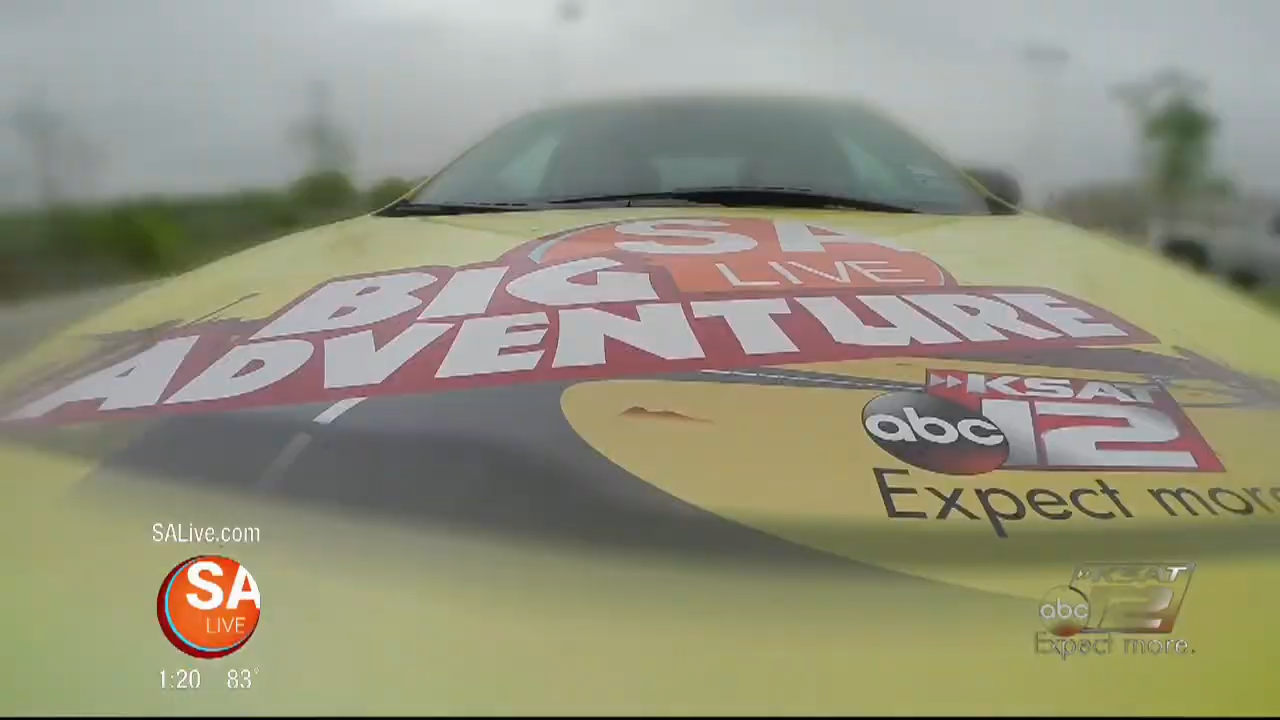 SA
LIVE
BIG
ADVENTURE
KSAT
abc 12
Expect more
SALive.com
SA
LIVE
1:20 83°
KSAT
abc 12
Expect more.